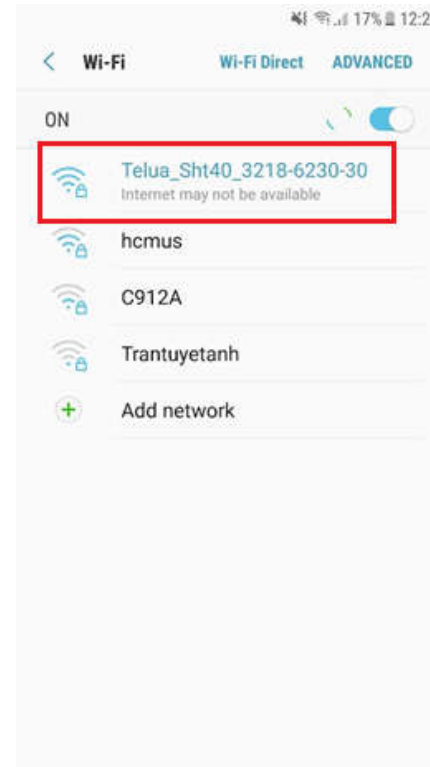 17% 12:2
Wi-Fi Wi-Fi Direct ADVANCED
ON
Telua_Sht40_3218-6230-30
Internet may not be available
hcmus
C912A
Trantuyetanh
Add network